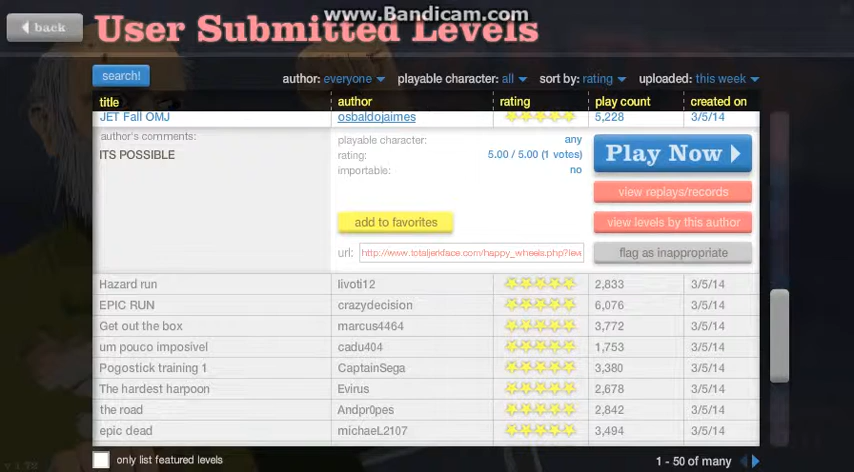 www.Bandicam.com
back
User Submitted Levels
search!
author: everyone playable character: all sort by: rating uploaded: this week
title author rating play count created on
JET Fall OMJ osbaldojaimes 5,228 3/5/14
author's comments:
ITS POSSIBLE
playable character: any
rating: 5.00 / 5.00 (1 votes)
importable: no
Play Now
view replays/records
add to favorites
view levels by this author
url: http://www.totaljerkface.com/happy_wheels.php?lev
flag as inappropriate
Hazard run livoti12 2,833 3/5/14
EPIC RUN crazydecision 6,076 3/5/14
Get out the box marcus4464 3,772 3/5/14
um pouco imposivel cadu404 1,753 3/5/14
Pogostick training 1 CaptainSega 3,380 3/5/14
The hardest harpoon Evirus 2,678 3/5/14
the road Andpr0pes 2,842 3/5/14
epic dead michaeL2107 3,494 3/5/14
only list featured levels
1 - 50 of many